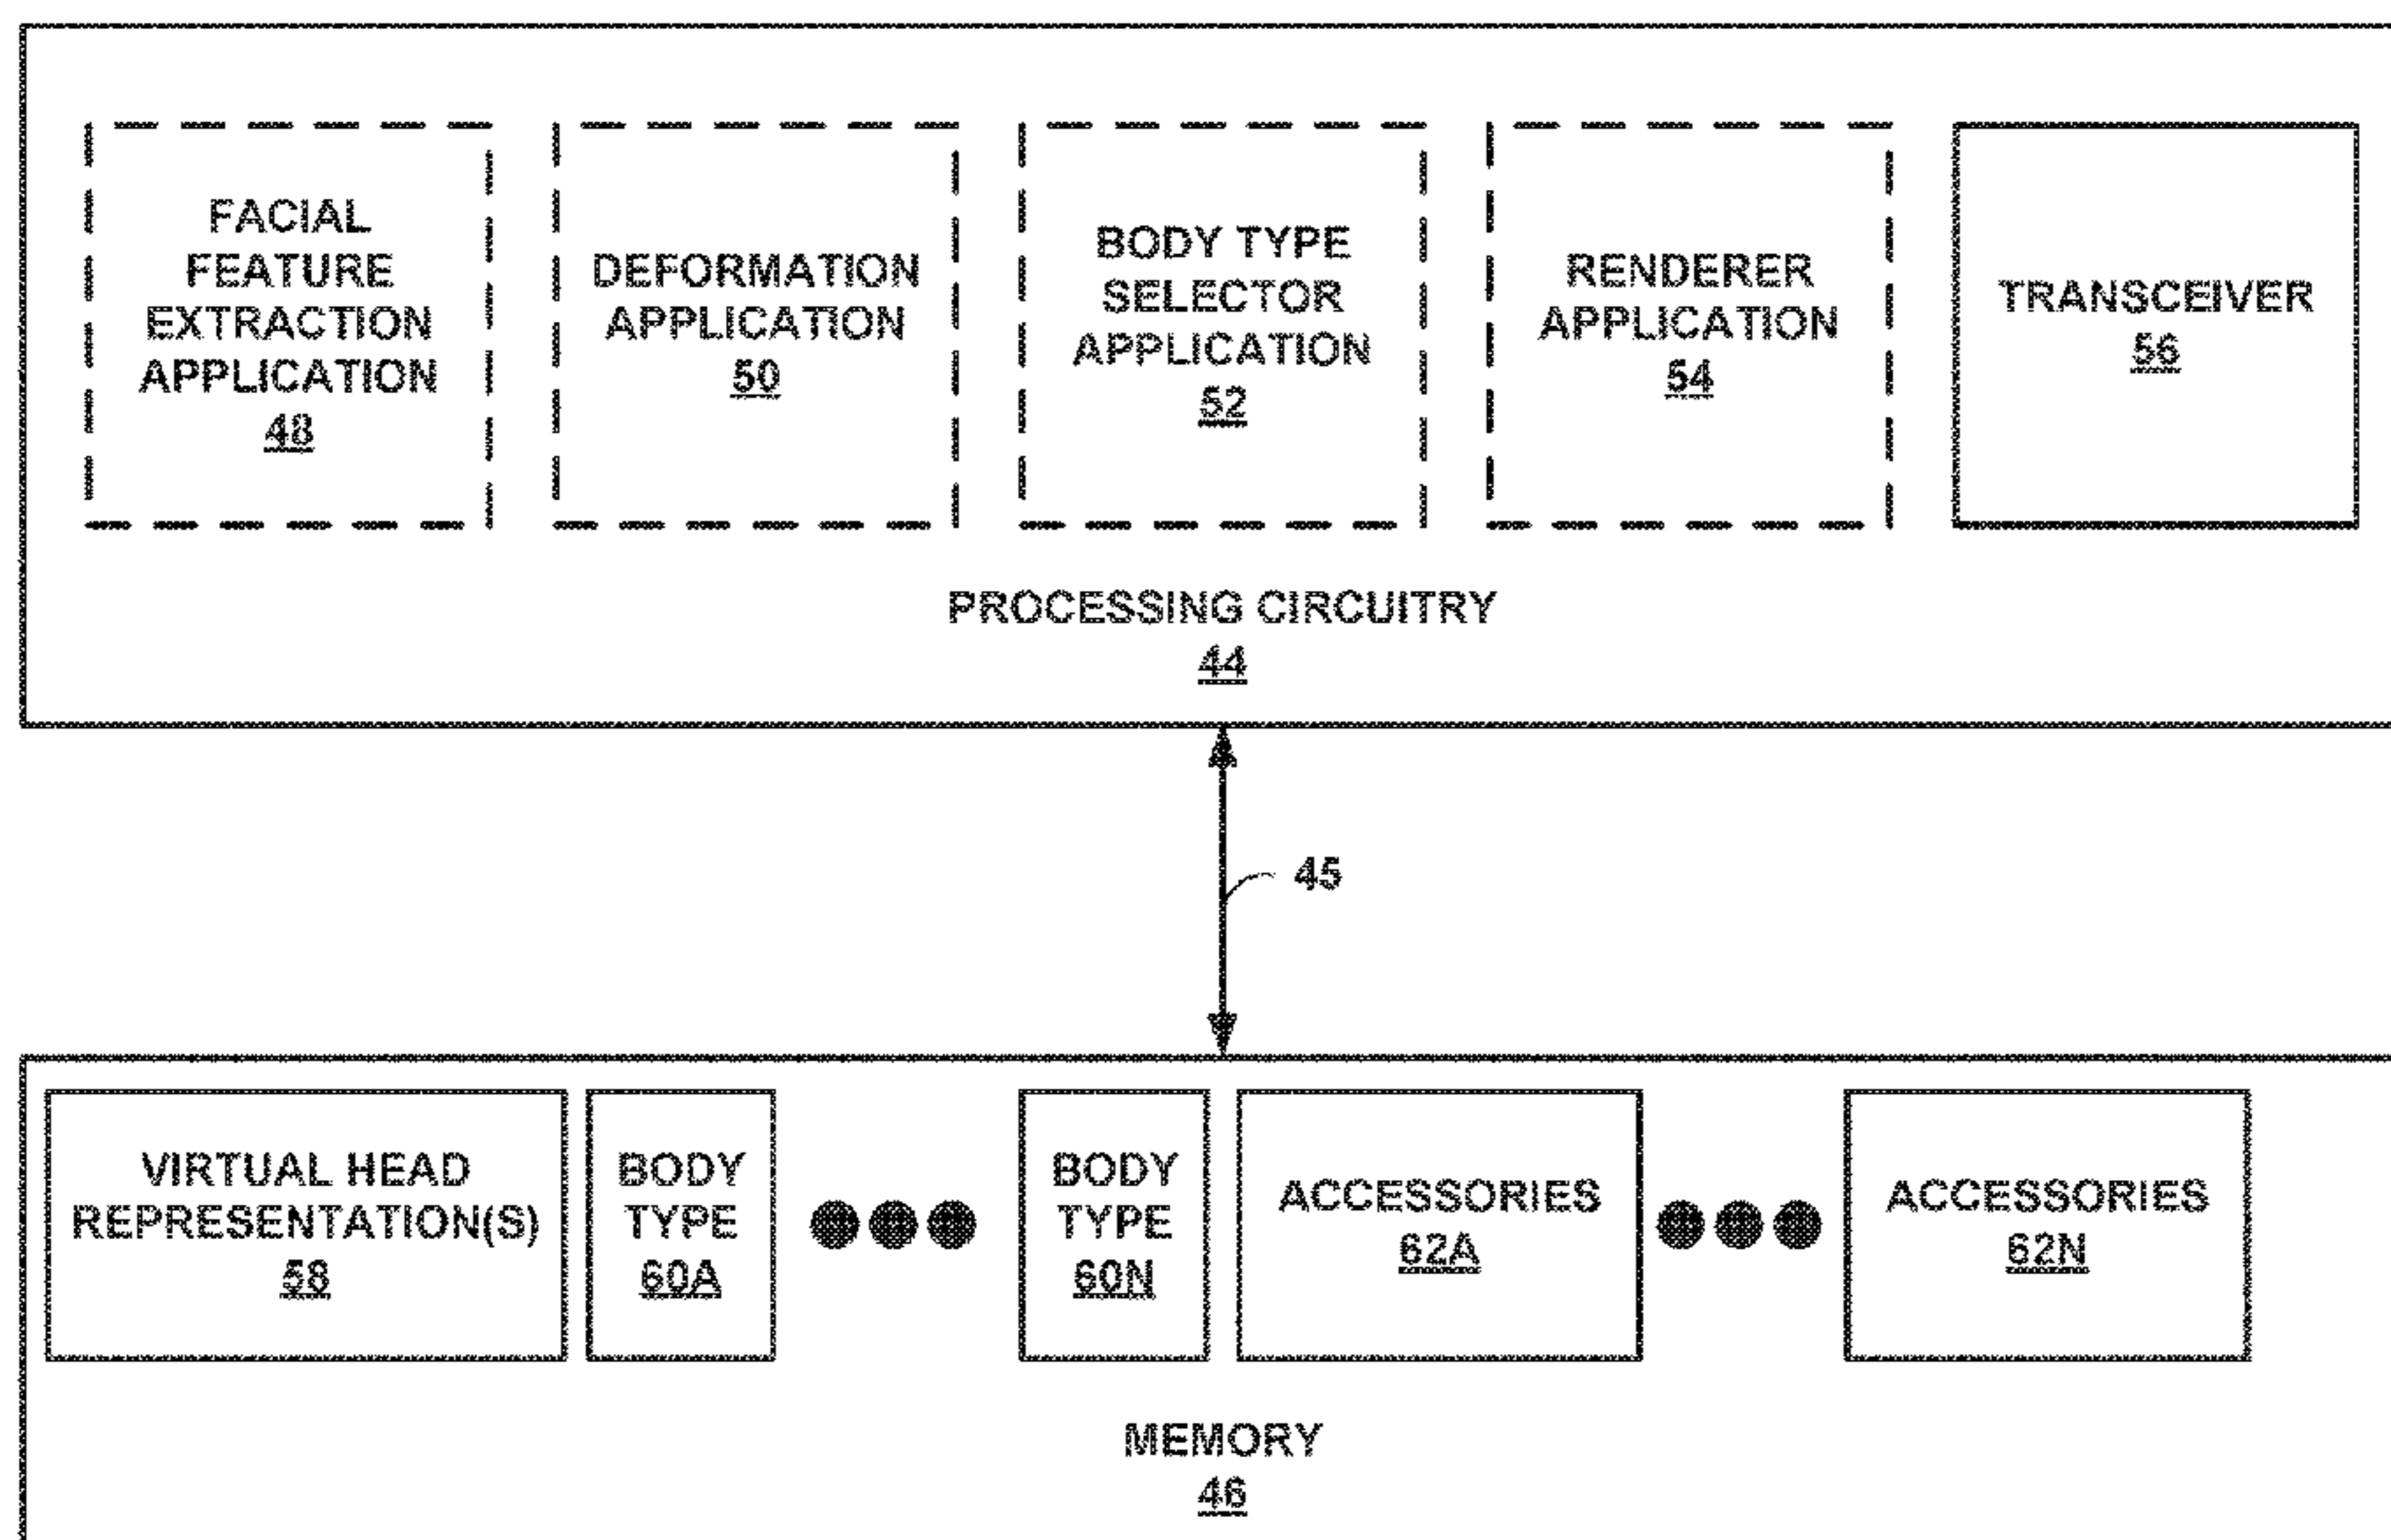 FACIAL
FEATURE
EXTRACTION
APPLICATION
48
DEFORMATION
APPLICATION
50
BODY TYPE
SELECTOR
APPLICATION
52
RENDERER
APPLICATION
54
TRANSCEIVER
56
PROCESSING CIRCUITRY
44
45
VIRTUAL HEAD
REPRESENTATION(S)
58
BODY
TYPE
60A
BODY
TYPE
60N
ACCESSORIES
62A
ACCESSORIES
62N
MEMORY
46